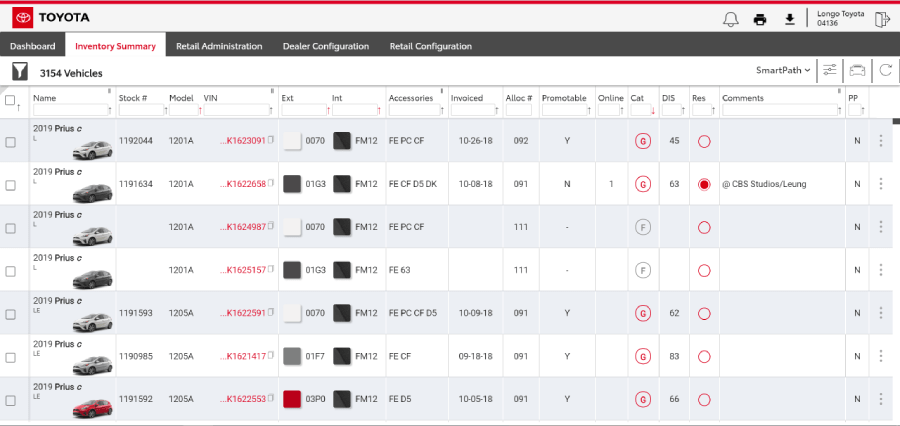 TOYOTA
Longo Toyota
04136
Dashboard Inventory Summary Retail Administration Dealer Configuration Retail Configuration
3154 Vehicles SmartPath
Name Stock # Model VIN Ext Int Accessories Invoiced Alloc # Promotable Online Cat DIS Res Comments PP
2019 Prius c
L
1192044 1201A ...K1623091 0070 FM12 FE PC CF 10-26-18 092 Y G 45 N
2019 Prius c
L
1191634 1201A ...K1622658 01G3 FM12 FE CF D5 DK 10-08-18 091 N 1 G 63 @ CBS Studios/Leung N
2019 Prius c
L
1201A ...K1624987 0070 FM12 FE PC CF 111 - F N
2019 Prius c
L
1201A ...K1625157 01G3 FM12 FE 63 111 - F N
2019 Prius c
LE
1191593 1205A ...K1622591 0070 FM12 FE PC CF D5 10-09-18 091 Y G 62 N
2019 Prius c
LE
1190985 1205A ...K1621417 01F7 FM12 FE CF 09-18-18 091 Y G 83 N
2019 Prius c
LE
1191592 1205A ...K1622553 03P0 FM12 FE D5 10-05-18 091 Y G 66 N